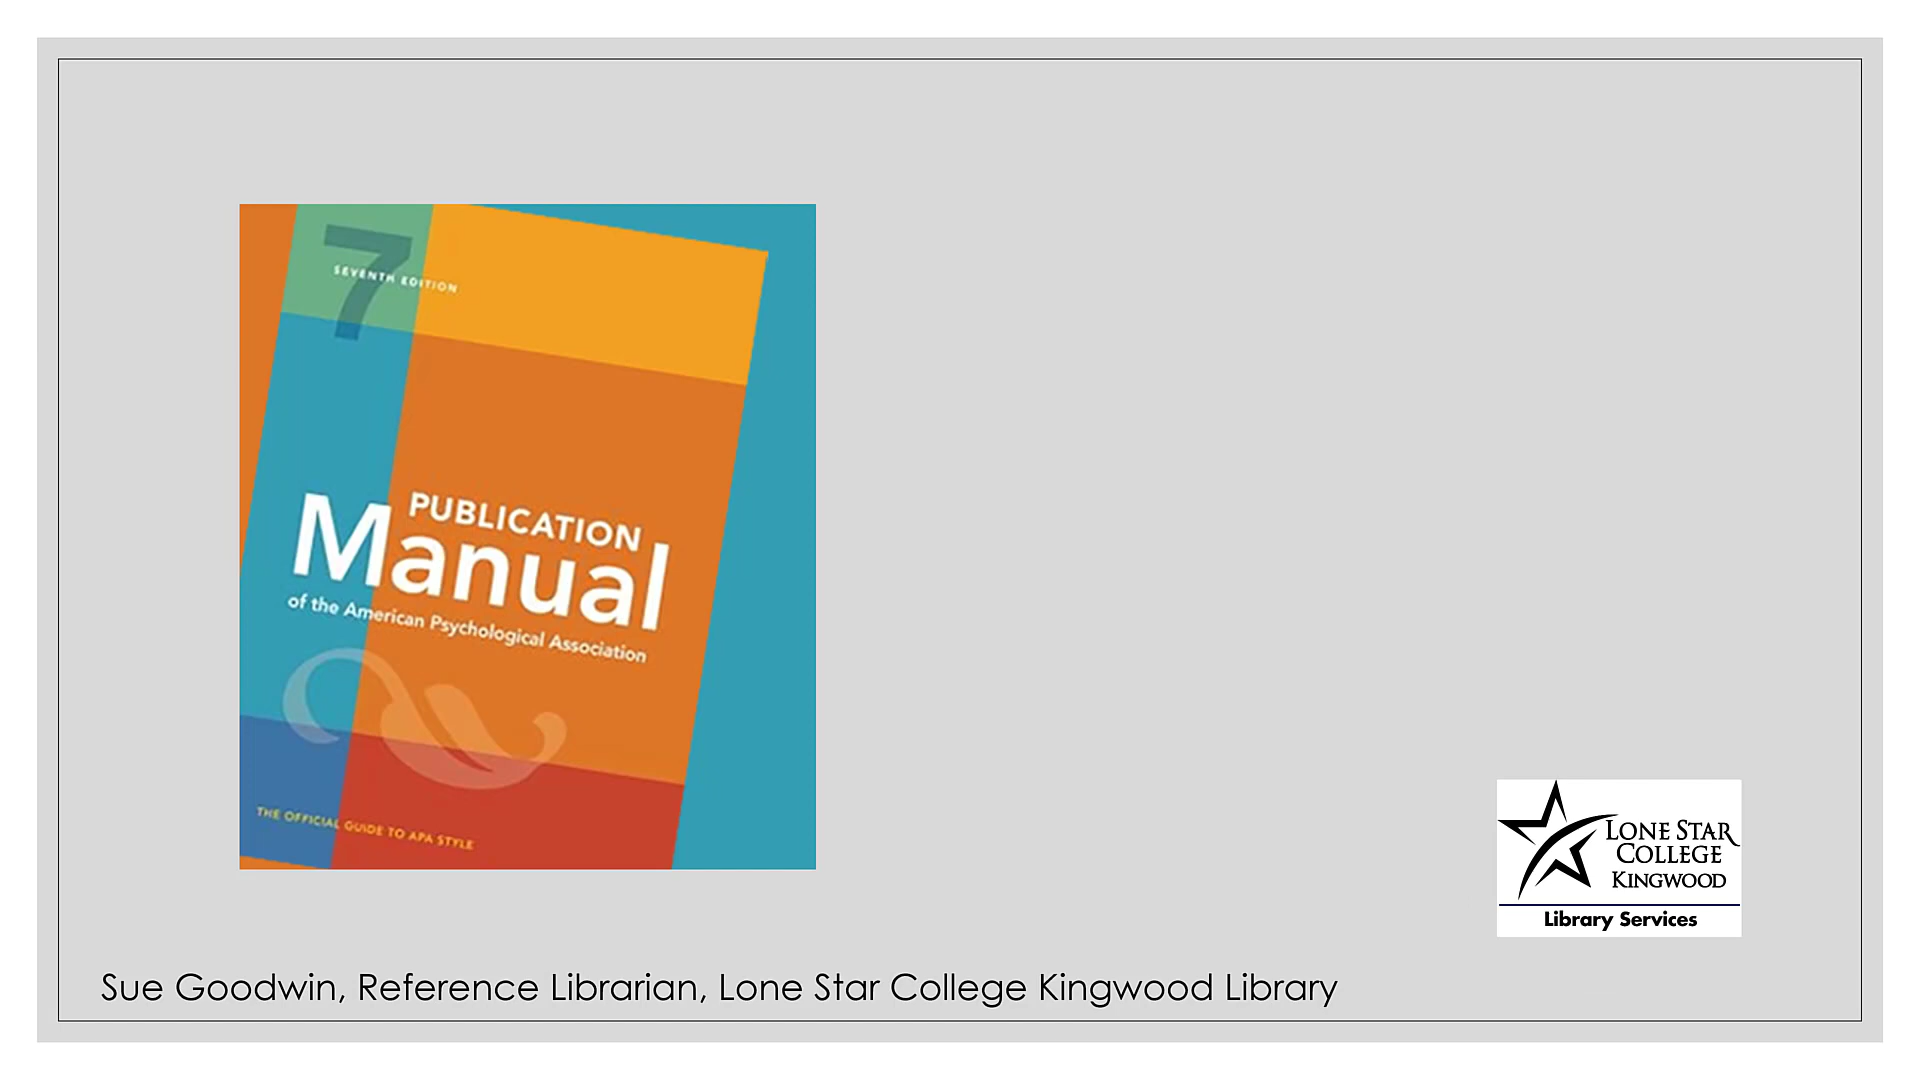 7
SEVENTH EDITION
PUBLICATION
Manual
of the American Psychological Association
THE OFFICIAL GUIDE TO APA STYLE
LONE STAR
COLLEGE
KINGWOOD
Library Services
Sue Goodwin, Reference Librarian, Lone Star College Kingwood Library